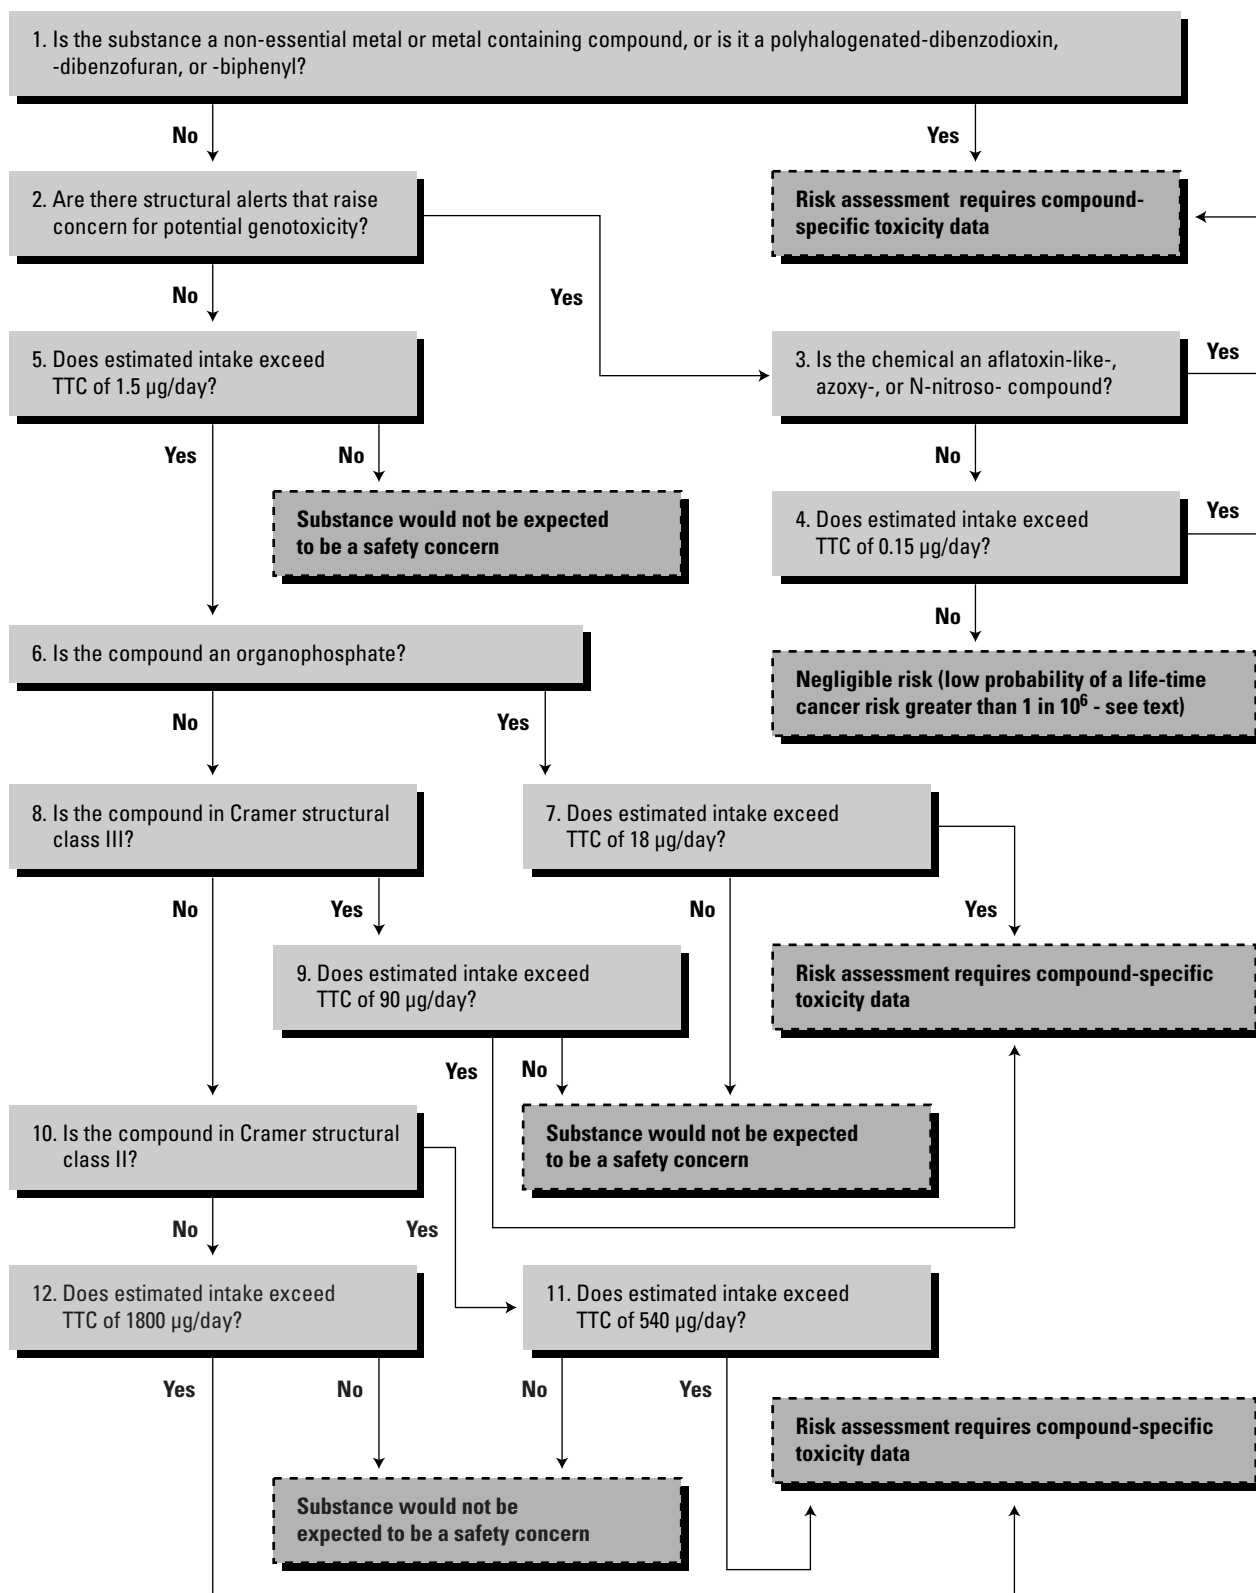 1. Is the substance a non-essential metal or metal containing compound, or is it a polyhalogenated-dibenzodioxin,
-dibenzofuran, or -biphenyl?
No
Yes
2. Are there structural alerts that raise
concern for potential genotoxicity?
Risk assessment requires compound-
specific toxicity data
No
Yes
5. Does estimated intake exceed
TTC of 1.5 µg/day?
3. Is the chemical an aflatoxin-like-,
azoxy-, or N-nitroso- compound?
Yes
Yes
No
No
Substance would not be expected
to be a safety concern
4. Does estimated intake exceed
TTC of 0.15 µg/day?
Yes
No
6. Is the compound an organophosphate?
Negligible risk (low probability of a life-time
cancer risk greater than 1 in 10⁶ - see text)
No
Yes
8. Is the compound in Cramer structural
class III?
7. Does estimated intake exceed
TTC of 18 µg/day?
No
Yes
No
Yes
9. Does estimated intake exceed
TTC of 90 µg/day?
Risk assessment requires compound-specific
toxicity data
Yes
No
10. Is the compound in Cramer structural
class II?
Substance would not be expected
to be a safety concern
No
Yes
12. Does estimated intake exceed
TTC of 1800 µg/day?
11. Does estimated intake exceed
TTC of 540 µg/day?
Yes
No
No
Yes
Risk assessment requires compound-specific
toxicity data
Substance would not be
expected to be a safety concern